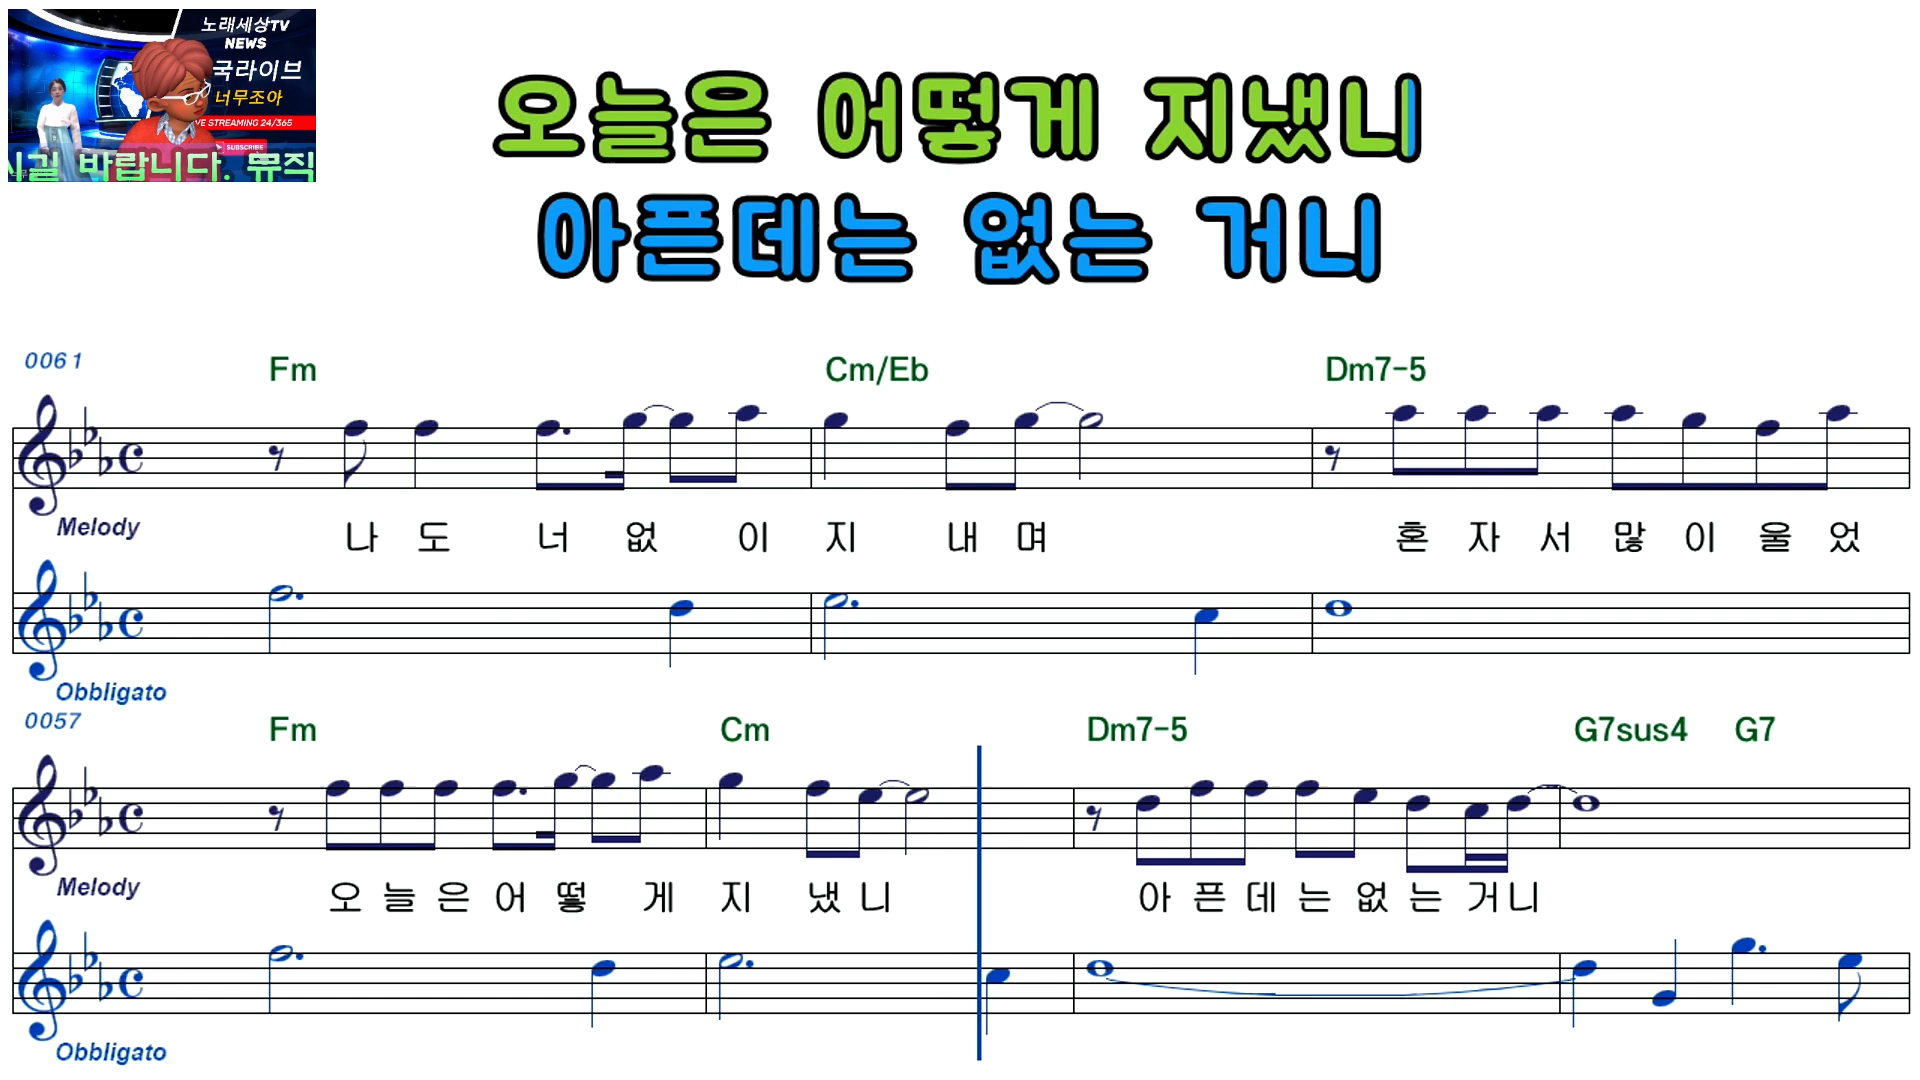 노래세상TV
NEWS
국라이브
너무조아
VE STREAMING 24/365
SUBSCRIBE
시길 바랍니다. 뮤직
오늘은 어떻게 지냈니
아픈데는 없는 거니
0061
Fm Cm/Eb Dm7-5
Melody
나 도 너 없 이 지 내 며 혼 자 서 많 이 울 었
Obbligato
0057
Fm Cm Dm7-5 G7sus4 G7
Melody
오 늘 은 어 떻 게 지 냈 니 아 픈 데 는 없 는 거 니
Obbligato